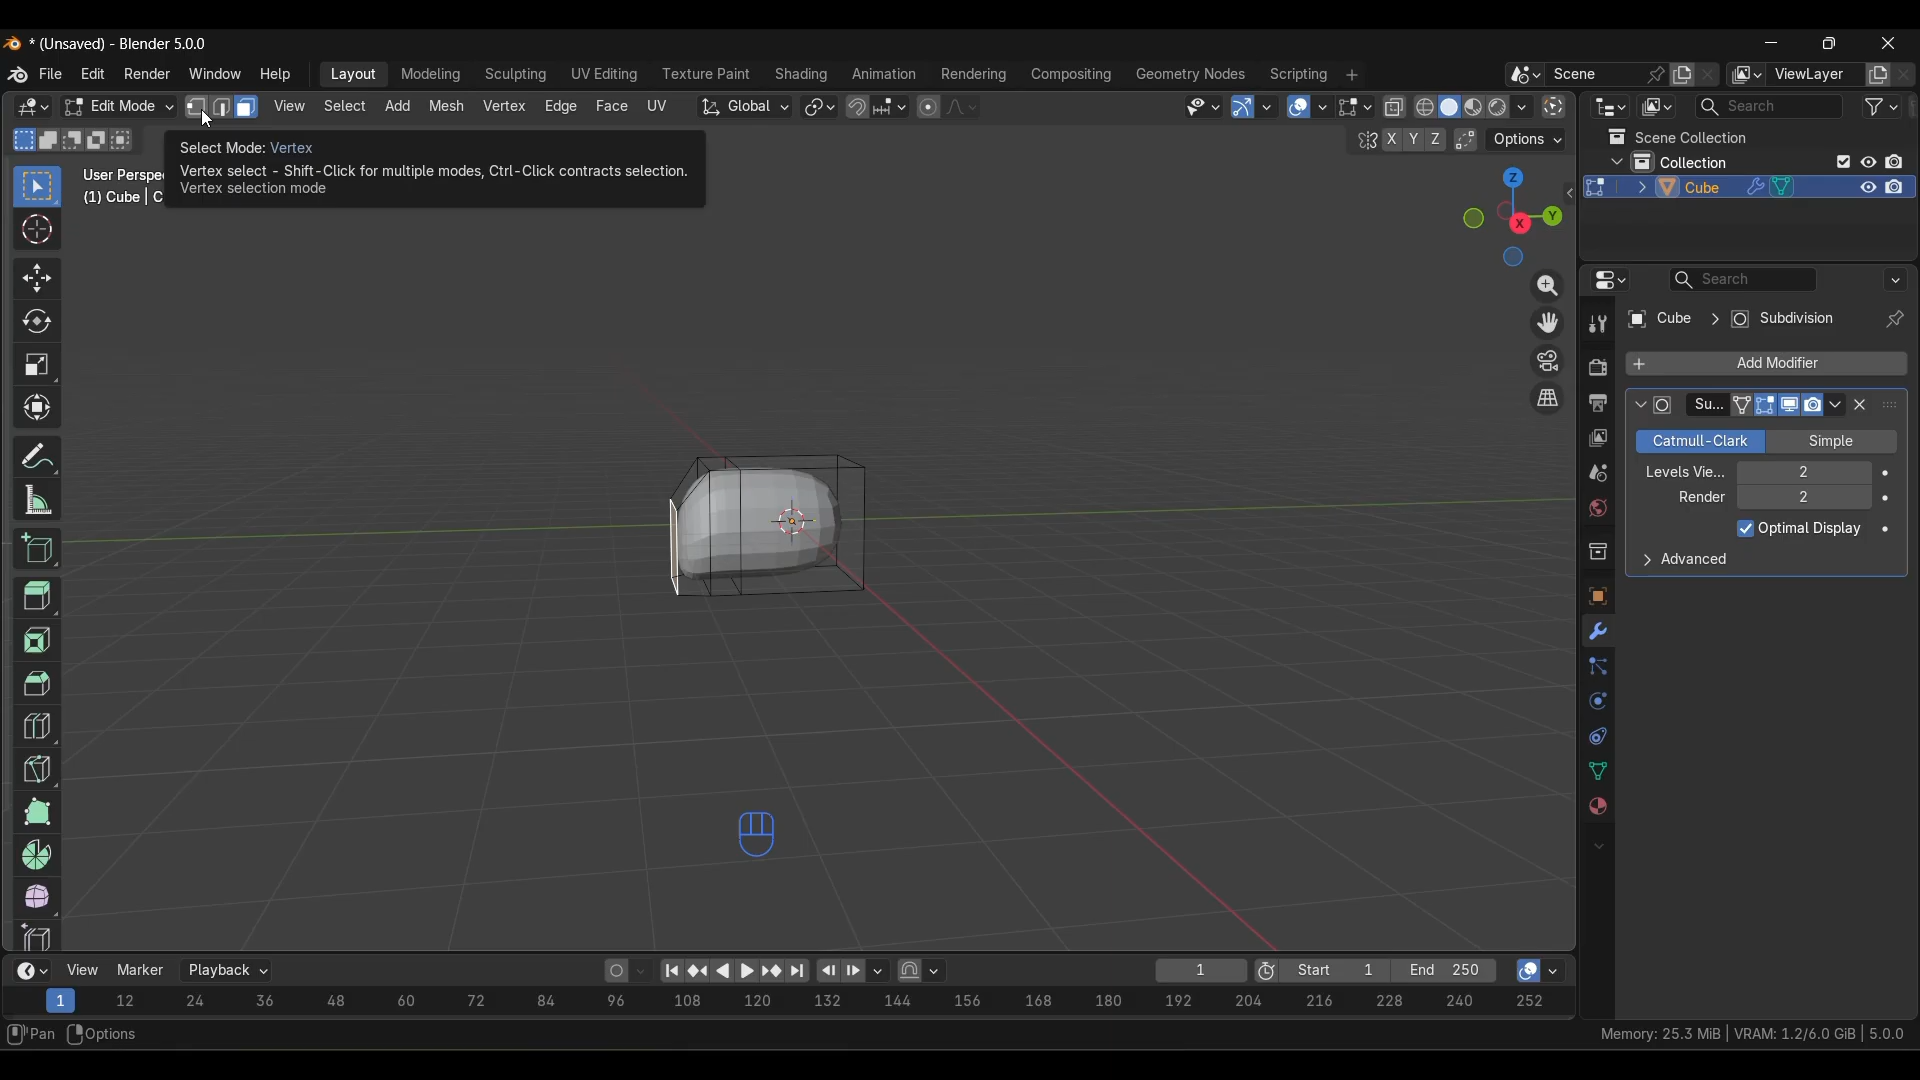 * (Unsaved) - Blender 5.0.0
File Edit Render Window Help Layout Modeling Sculpting UV Editing Texture Paint Shading Animation Rendering Compositing Geometry Nodes Scripting + Scene ViewLayer
Edit Mode View Select Add Mesh Vertex Edge Face UV Global Search
X Y Z Options Scene Collection
Select Mode: Vertex
Vertex select - Shift-Click for multiple modes, Ctrl-Click contracts selection.
Vertex selection mode
User Perspe
(1) Cube | C
Collection
Cube
Z
Y
X
Search
Cube > Subdivision
+ Add Modifier
Su...
Catmull-Clark Simple
Levels Vie... 2
Render 2
Optimal Display
Advanced
View Marker Playback 1 Start 1 End 250
1 12 24 36 48 60 72 84 96 108 120 132 144 156 168 180 192 204 216 228 240 252
Pan Options Memory: 25.3 MiB | VRAM: 1.2/6.0 GiB | 5.0.0